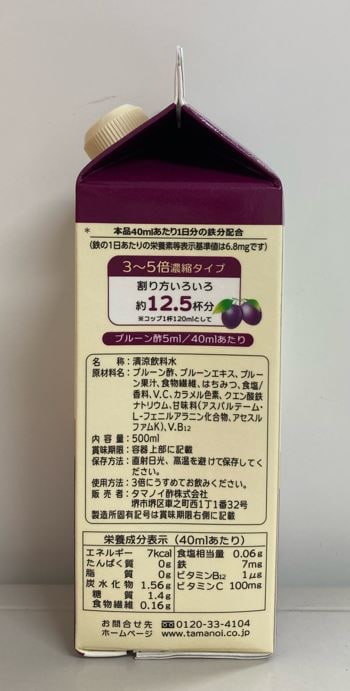 *
本品40mlあたり1日分の鉄分配合
(鉄の1日あたりの栄養素等表示基準値は6.8mgです)
3〜5倍濃縮タイプ
割り方いろいろ
約12.5杯分
※コップ1杯120mlとして
プルーン酢5ml/40mlあたり
名 称:清涼飲料水
原材料名:プルーン酢、プルーンエキス、プルー
ン果汁、食物繊維、はちみつ、食塩/
香料、V.C、カラメル色素、クエン酸鉄
ナトリウム、甘味料(アスパルテーム・
L-フェニルアラニン化合物、アセスル
ファムK)、V.B12
内 容 量:500ml
賞味期限:容器上部に記載
保存方法:直射日光、高温を避けて保存してく
ださい。
使用方法:3倍にうすめてお飲みください。
販 売 者:タマノイ酢株式会社
堺市堺区車之町西1丁1番32号
製造所固有記号は賞味期限右側に記載
栄養成分表示(40mlあたり)
エネルギー 7kcal
たんぱく質 0g
脂 質 0g
炭水化物 1.56g
糖 質 1.4g
食物繊維 0.16g
食塩相当量 0.06g
鉄 7mg
ビタミンB12 1μg
ビタミンC 100mg
お問合せ先 0120-33-4104
ホームページ www.tamanoi.co.jp